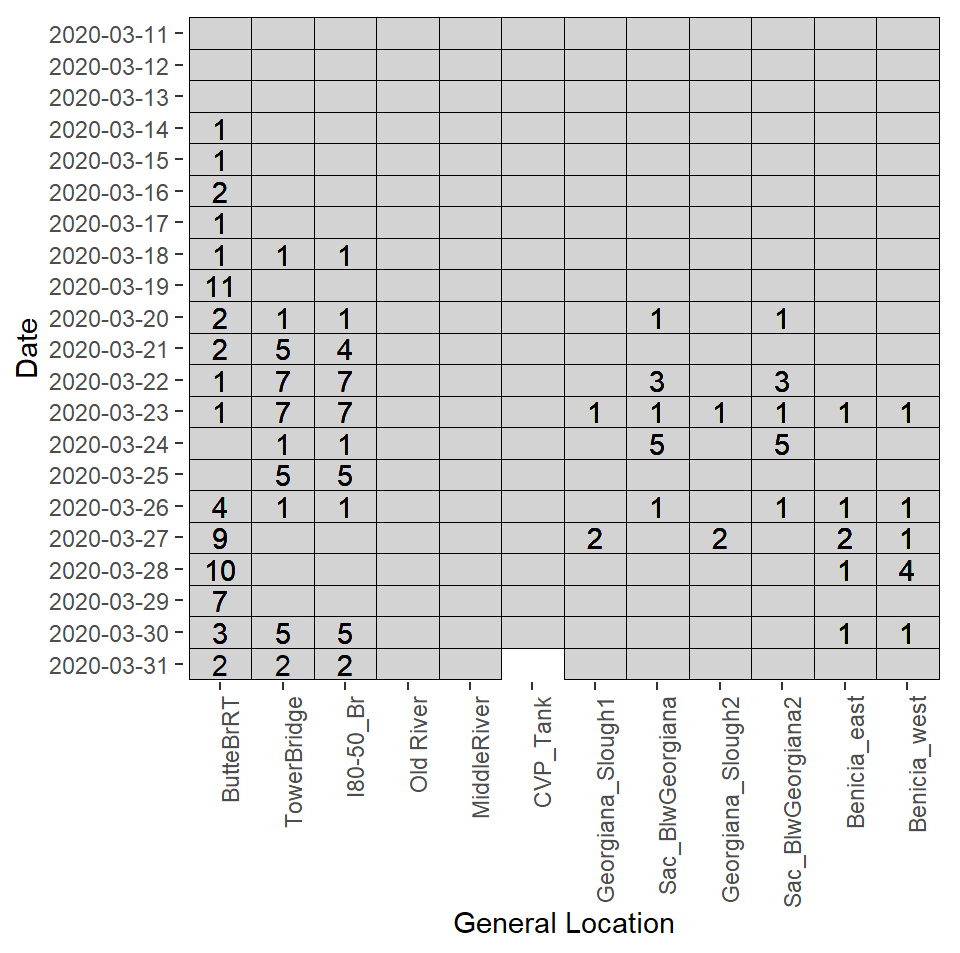 2020-03-11
2020-03-12
2020-03-13
2020-03-14 1
2020-03-15 1
2020-03-16 2
2020-03-17 1
2020-03-18 1 1 1
2020-03-19 11
2020-03-20 2 1 1 1 1
2020-03-21 2 5 4
2020-03-22 1 7 7 3 3
2020-03-23 1 7 7 1 1 1 1 1 1
2020-03-24 1 1 5 5
2020-03-25 5 5
2020-03-26 4 1 1 1 1 1 1
2020-03-27 9 2 2 2 1
2020-03-28 10 1 4
2020-03-29 7
2020-03-30 3 5 5 1 1
2020-03-31 2 2 2
Date
ButteBrRT
TowerBridge
I80-50_Br
Old River
MiddleRiver
CVP_Tank
Georgiana_Slough1
Sac_BlwGeorgiana
Georgiana_Slough2
Sac_BlwGeorgiana2
Benicia_east
Benicia_west
General Location